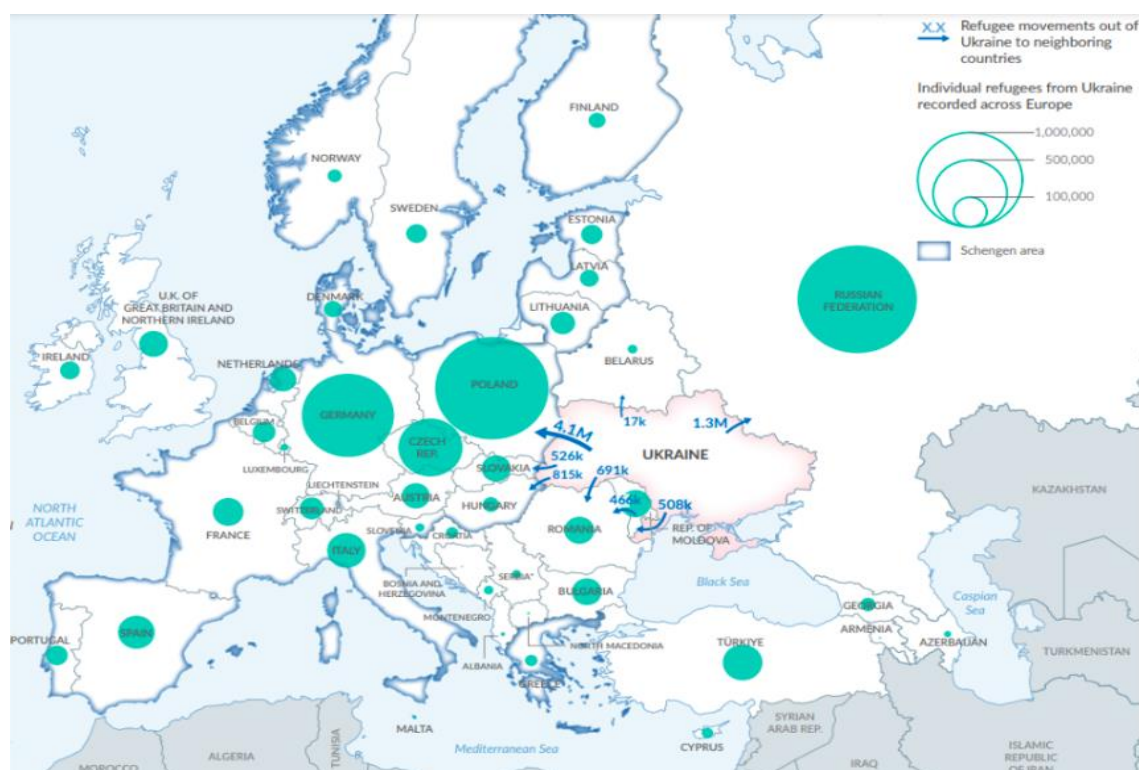 X.X Refugee movements out of
Ukraine to neighboring
countries
Individual refugees from Ukraine
recorded across Europe
1,000,000
500,000
100,000
Schengen area
FINLAND
NORWAY
SWEDEN
ESTONIA
LATVIA
RUSSIAN
FEDERATION
DENMARK
LITHUANIA
U.K. OF
GREAT BRITAIN AND
NORTHERN IRELAND
IRELAND
NETHERLANDS
BELARUS
POLAND
GERMANY
BELGIUM
17k
1.3M
4.1M
CZECH
REP.
UKRAINE
526k
LUXEMBOURG
SLOVAKIA
691k
815k
LIECHTENSTEIN
AUSTRIA
HUNGARY
466k
508k
KAZAKHSTAN
NORTH
ATLANTIC
OCEAN
SWITZERLAND
FRANCE
SLOVENIA
CROATIA
ROMANIA
REP. OF
MOLDOVA
ITALY
BOSNIA AND
HERZEGOVINA
SERBIA
Black Sea
Caspian
Sea
BULGARIA
MONTENEGRO
GEORGIA
PORTUGAL
SPAIN
NORTH MACEDONIA
ARMENIA
AZERBAIJAN
TÜRKIYE
TURKMENISTAN
ALBANIA
GREECE
MALTA
SYRIAN
ARAB REP.
CYPRUS
Mediterranean Sea
ALGERIA
TUNISIA
ISLAMIC
REPUBLIC
OF IRAN
MOROCCO
IRAQ